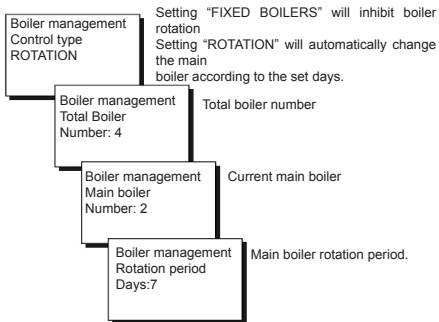 Boiler management
Control type
ROTATION
Setting “FIXED BOILERS” will inhibit boiler
rotation
Setting “ROTATION” will automatically change
the main
boiler according to the set days.
Boiler management
Total Boiler
Number: 4
Total boiler number
Boiler management
Main boiler
Number: 2
Current main boiler
Boiler management
Rotation period
Days:7
Main boiler rotation period.